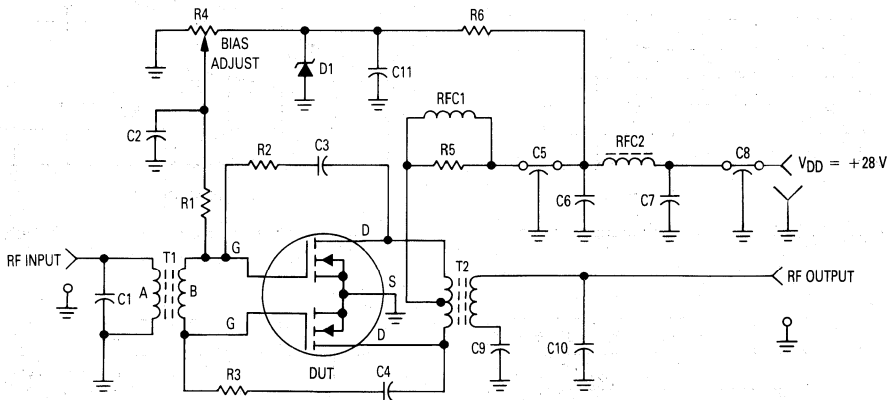 R4
R6
BIAS
ADJUST
D1
C11
RFC1
C2
R2
C3
R5
C5
RFC2
C8
V_DD = +28 V
R1
C6
C7
G
D
RF INPUT
T1
S
T2
RF OUTPUT
A
B
C1
G
D
C9
C10
DUT
R3
C4